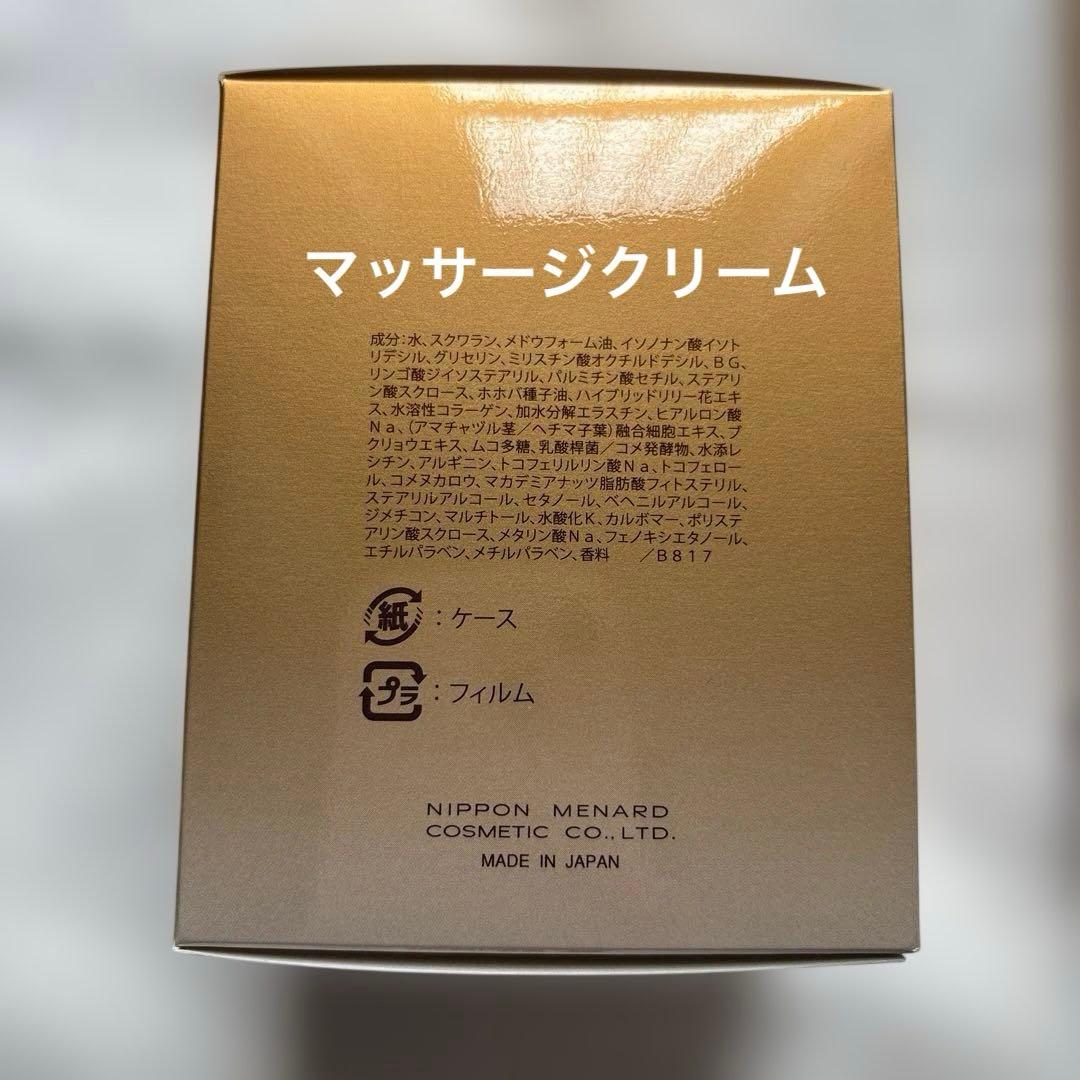 マッサージクリーム
成分:水、スクワラン、メドウフォーム油、イソノナン酸イソト
リデシル、グリセリン、ミリスチン酸オクチルドデシル、BG、
リンゴ酸ジイソステアリル、パルミチン酸セチル、ステアリ
ン酸スクロース、ホホバ種子油、ハイブリッドリリー花エキ
ス、水溶性コラーゲン、加水分解エラスチン、ヒアルロン酸
Na、(アマチャヅル茎/ヘチマ子葉)融合細胞エキス、ブ
クリョウエキス、ムコ多糖、乳酸桿菌/コメ発酵物、水添レ
シチン、アルギニン、トコフェリルリン酸Na、トコフェロー
ル、コメヌカロウ、マカデミアナッツ脂肪酸フィトステリル、
ステアリルアルコール、セタノール、ベヘニルアルコール、
ジメチコン、マルチトール、水酸化K、カルボマー、ポリステ
アリン酸スクロース、メタリン酸Na、フェノキシエタノール、
エチルパラベン、メチルパラベン、香料 /B817
紙:ケース
プラ:フィルム
NIPPON MENARD
COSMETIC CO., LTD.
MADE IN JAPAN